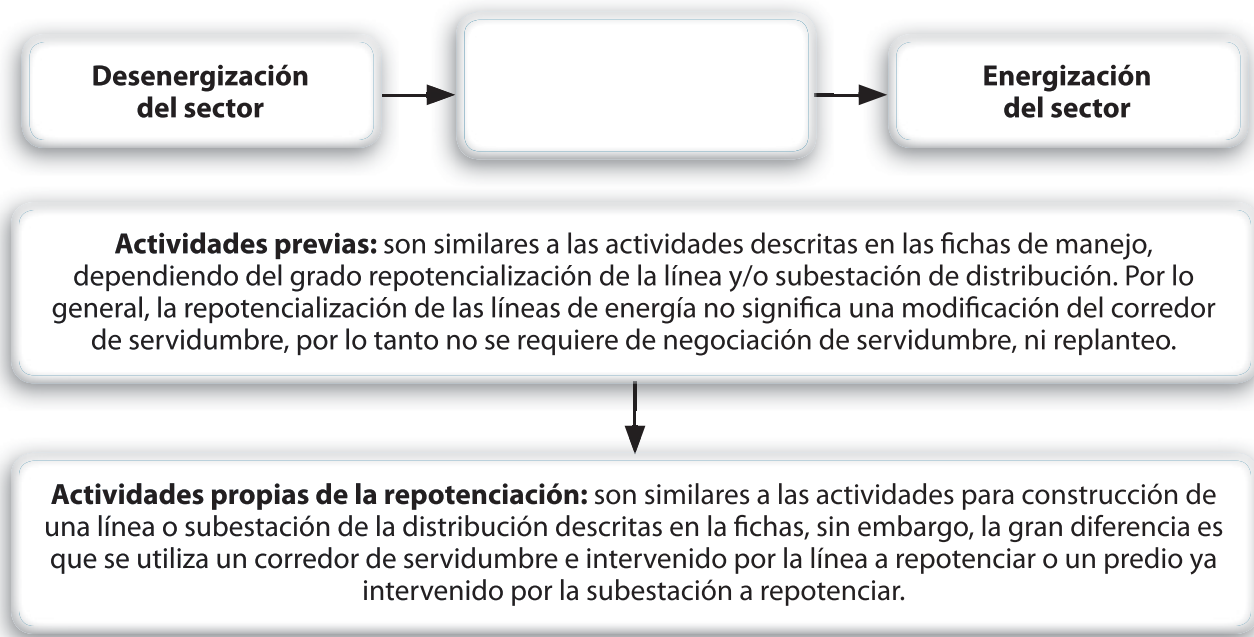 Desenergización
del sector
Energización
del sector
Actividades previas: son similares a las actividades descritas en las fichas de manejo,
dependiendo del grado repotencialización de la línea y/o subestación de distribución. Por lo
general, la repotencialización de las líneas de energía no significa una modificación del corredor
de servidumbre, por lo tanto no se requiere de negociación de servidumbre, ni replanteo.
Actividades propias de la repotenciación: son similares a las actividades para construcción de
una línea o subestación de la distribución descritas en la fichas, sin embargo, la gran diferencia es
que se utiliza un corredor de servidumbre e intervenido por la línea a repotenciar o un predio ya
intervenido por la subestación a repotenciar.